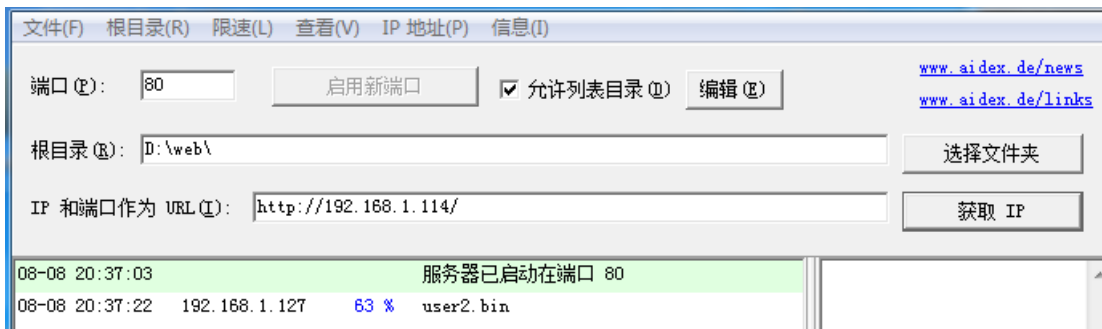 文件(F) 根目录(R) 限速(L) 查看(V) IP 地址(P) 信息(I)
端口(P): 80 启用新端口 允许列表目录(D) 编辑(E)
www.aidex.de/news
www.aidex.de/links
根目录(R): D:\web\ 选择文件夹
IP 和端口作为 URL(I): http://192.168.1.114/ 获取 IP
08-08 20:37:03 服务器已启动在端口 80
08-08 20:37:22 192.168.1.127 63 % user2.bin